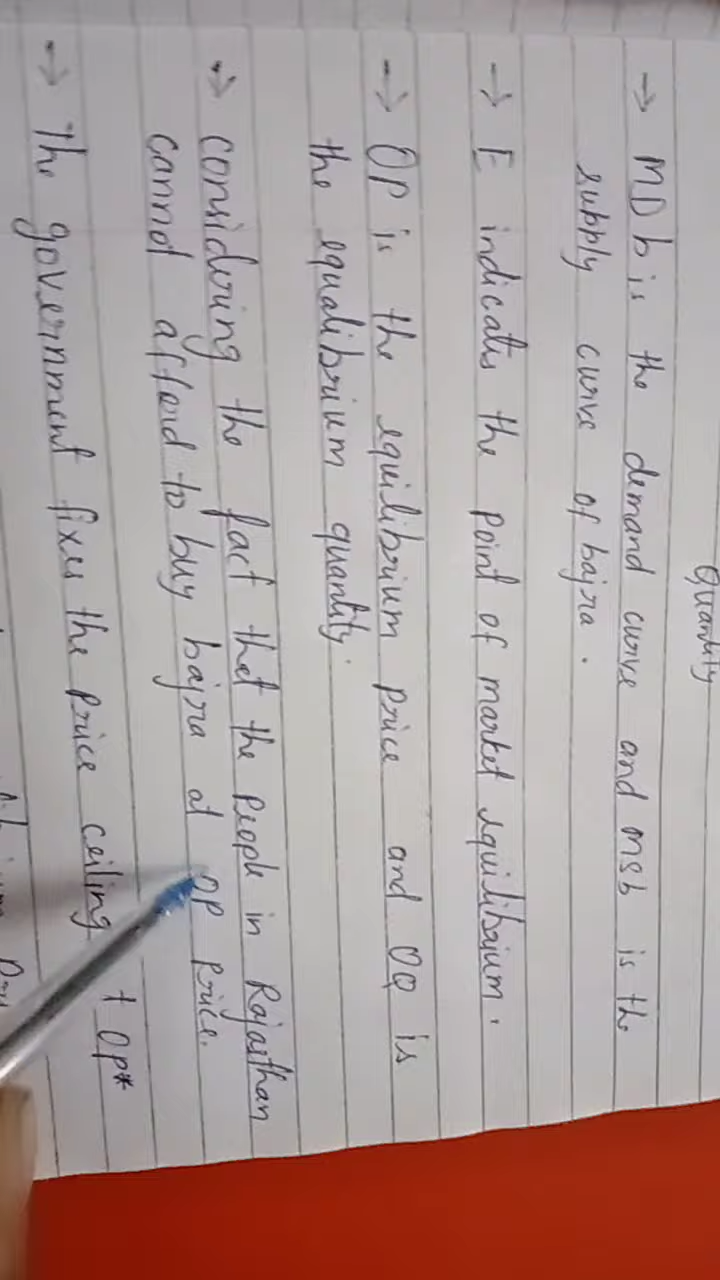 Quantity
→ MDb is the demand curve and MSb is the
supply curve of bajra.
→ E indicates the point of market equilibrium.
→ OP is the equilibrium price and OQ is
the equalibrium quantity.
→ considering the fact that the people in Rajasthan
cannot afford to buy bajra at OP price.
→ The government fixes the price ceiling OP*